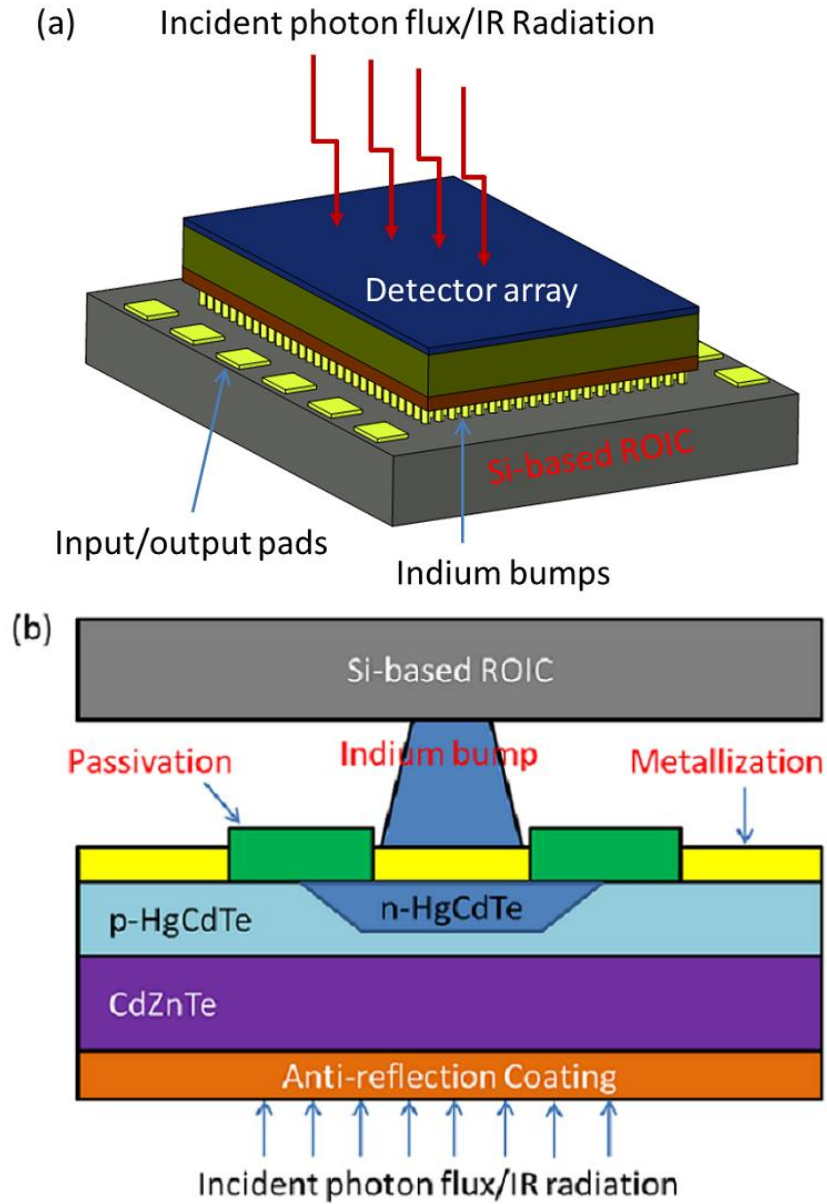 (a)
Incident photon flux/IR Radiation
Detector array
Si-based ROIC
Input/output pads
Indium bumps
(b)
Si-based ROIC
Passivation
Indium bump
Metallization
n-HgCdTe
p-HgCdTe
CdZnTe
Anti-reflection Coating
Incident photon flux/IR radiation